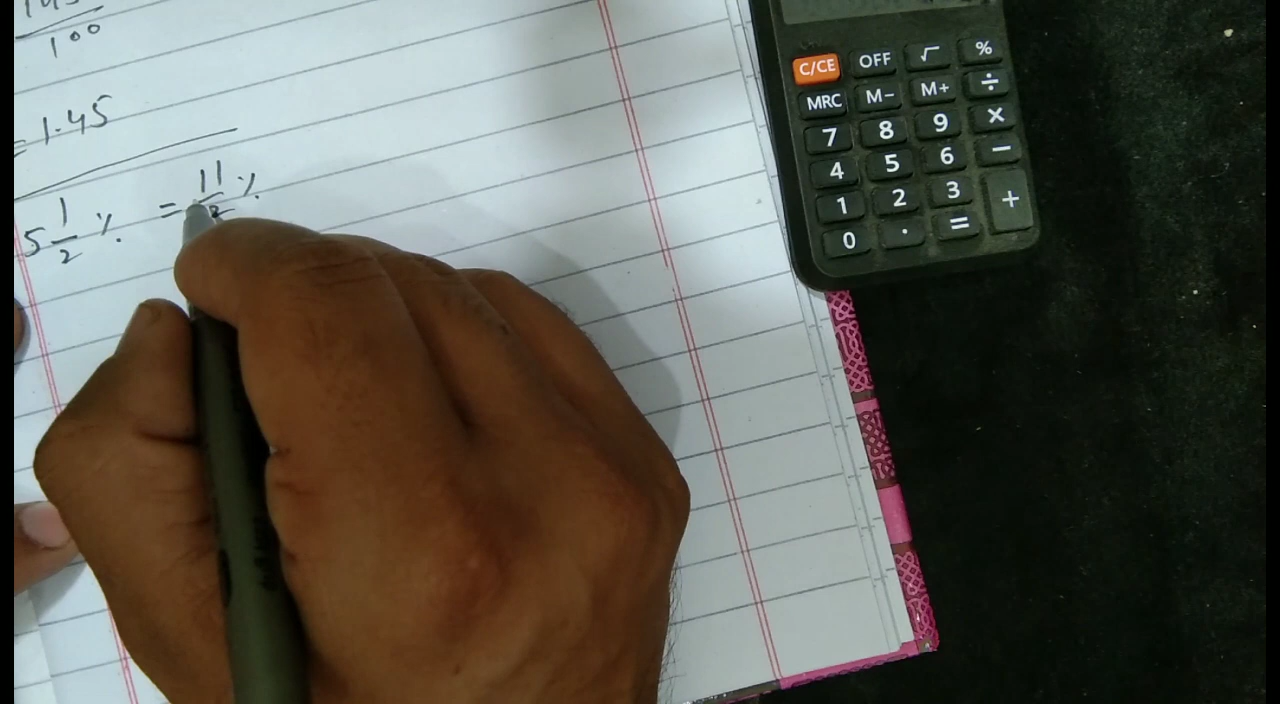 100
= 1.45
5 1/2 % = 11/2 %
C/CE OFF √ %
MRC M− M+ ÷
7 8 9 ×
4 5 6 −
1 2 3 +
0 . =